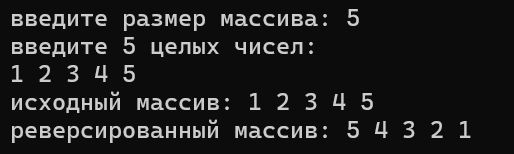 введите размер массива: 5
введите 5 целых чисел:
1 2 3 4 5
исходный массив: 1 2 3 4 5
реверсированный массив: 5 4 3 2 1